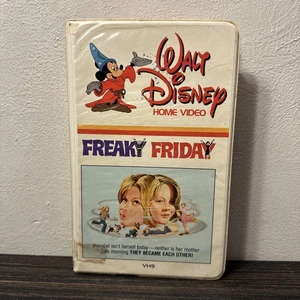 WALT
DISNEY
HOME VIDEO
FREAKY FRIDAY
Annabel isn't herself today—neither is her mother.
One morning THEY BECAME EACH OTHER!
VHS